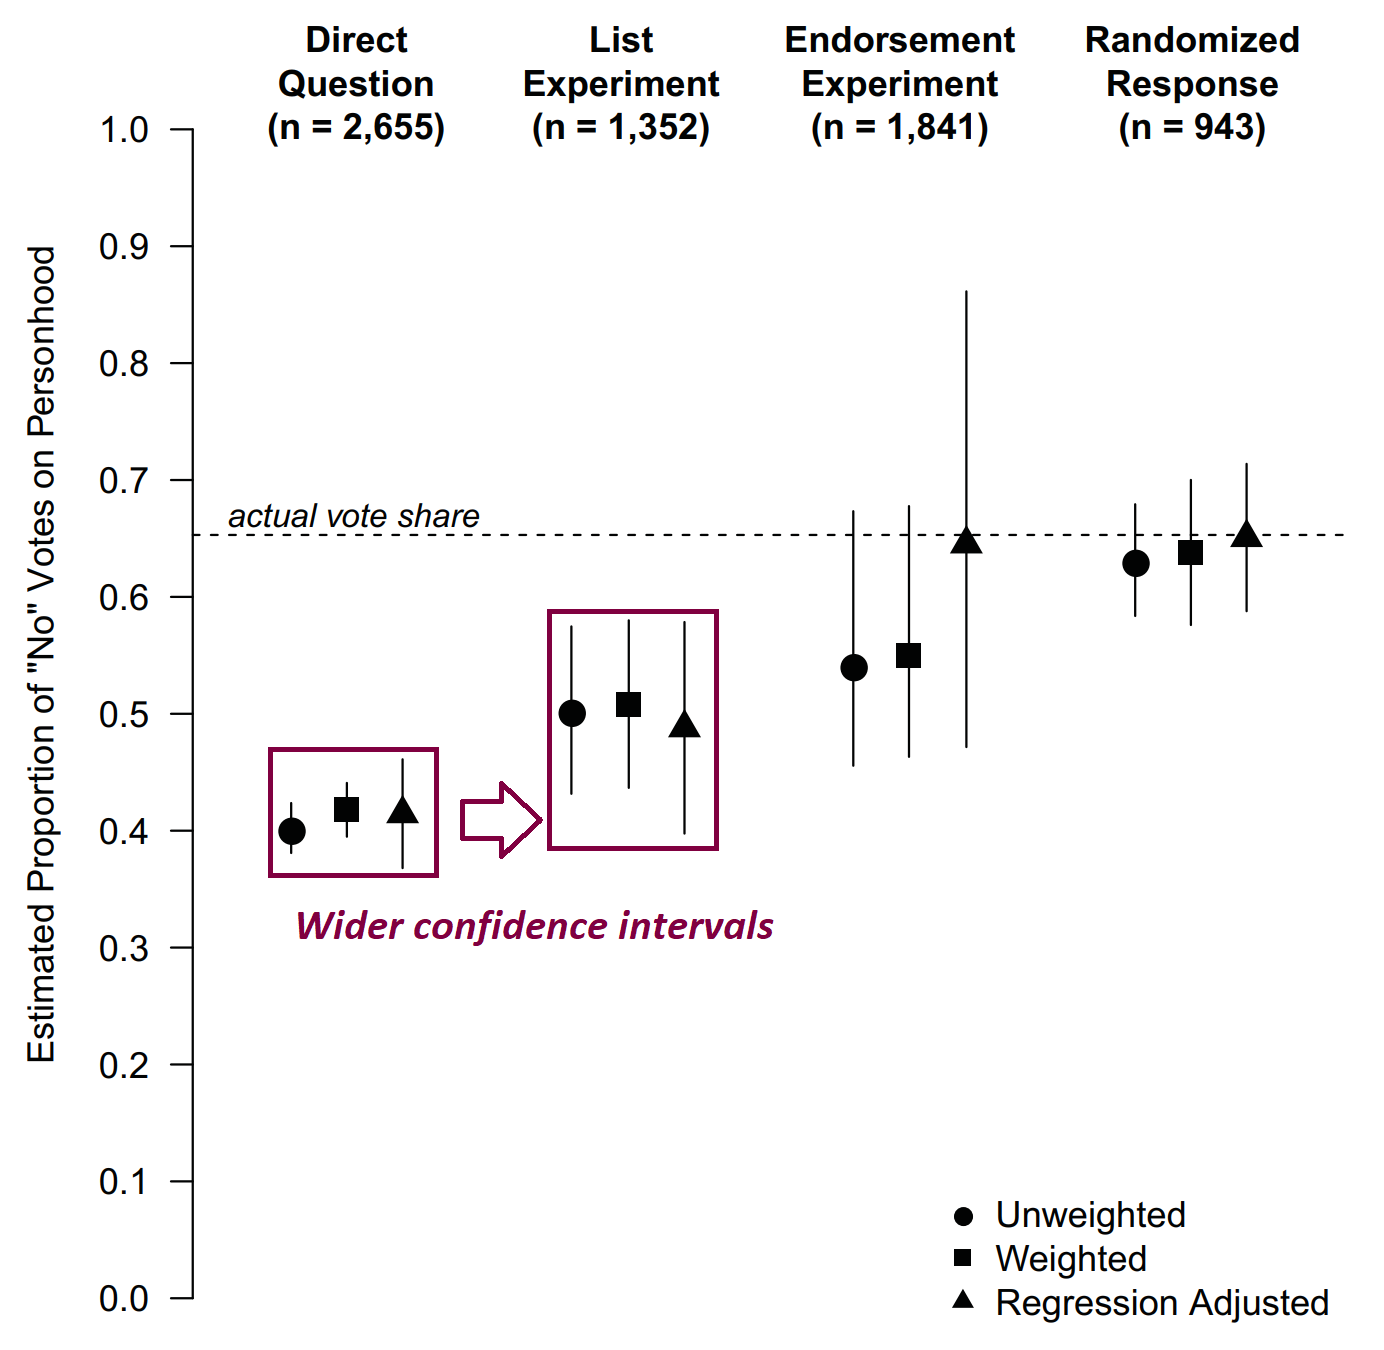 Direct
Question
(n = 2,655)
List
Experiment
(n = 1,352)
Endorsement
Experiment
(n = 1,841)
Randomized
Response
(n = 943)
Estimated Proportion of "No" Votes on Personhood
1.0
0.9
0.8
0.7
0.6
0.5
0.4
0.3
0.2
0.1
0.0
actual vote share
Wider confidence intervals
Unweighted
Weighted
Regression Adjusted